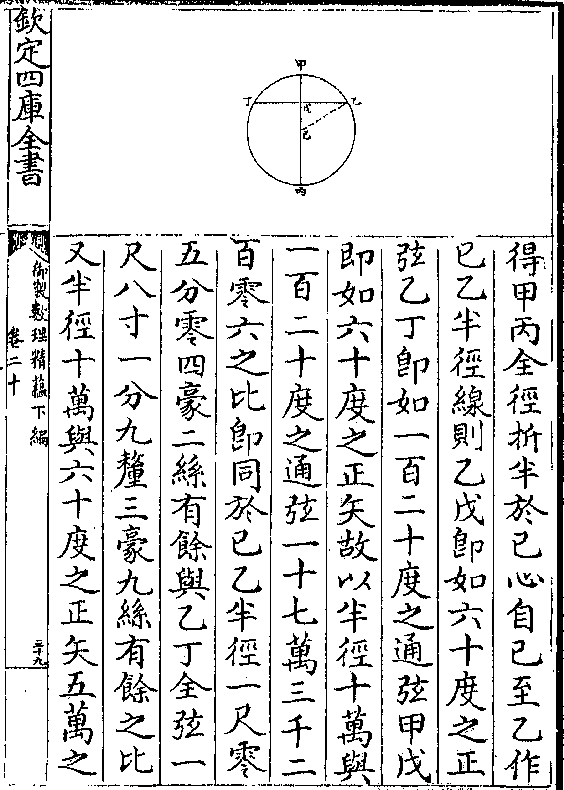 甲
乙
丁
戊
己
丙
得甲丙全徑折半於己心自己至乙作
己乙半徑線則乙戊即如六十度之正
弦乙丁即如一百二十度之通弦甲戊
即如六十度之正矢故以半徑十萬與
一百二十度之通弦一十七萬三千二
百零六之比即同於己乙半徑一尺零
五分零四豪二絲有餘與乙丁全弦一
尺八寸一分九釐三豪九絲有餘之比
又半徑十萬與六十度之正矢五萬之
欽定四庫全書
御製數理精蘊下編
卷二十
三十九